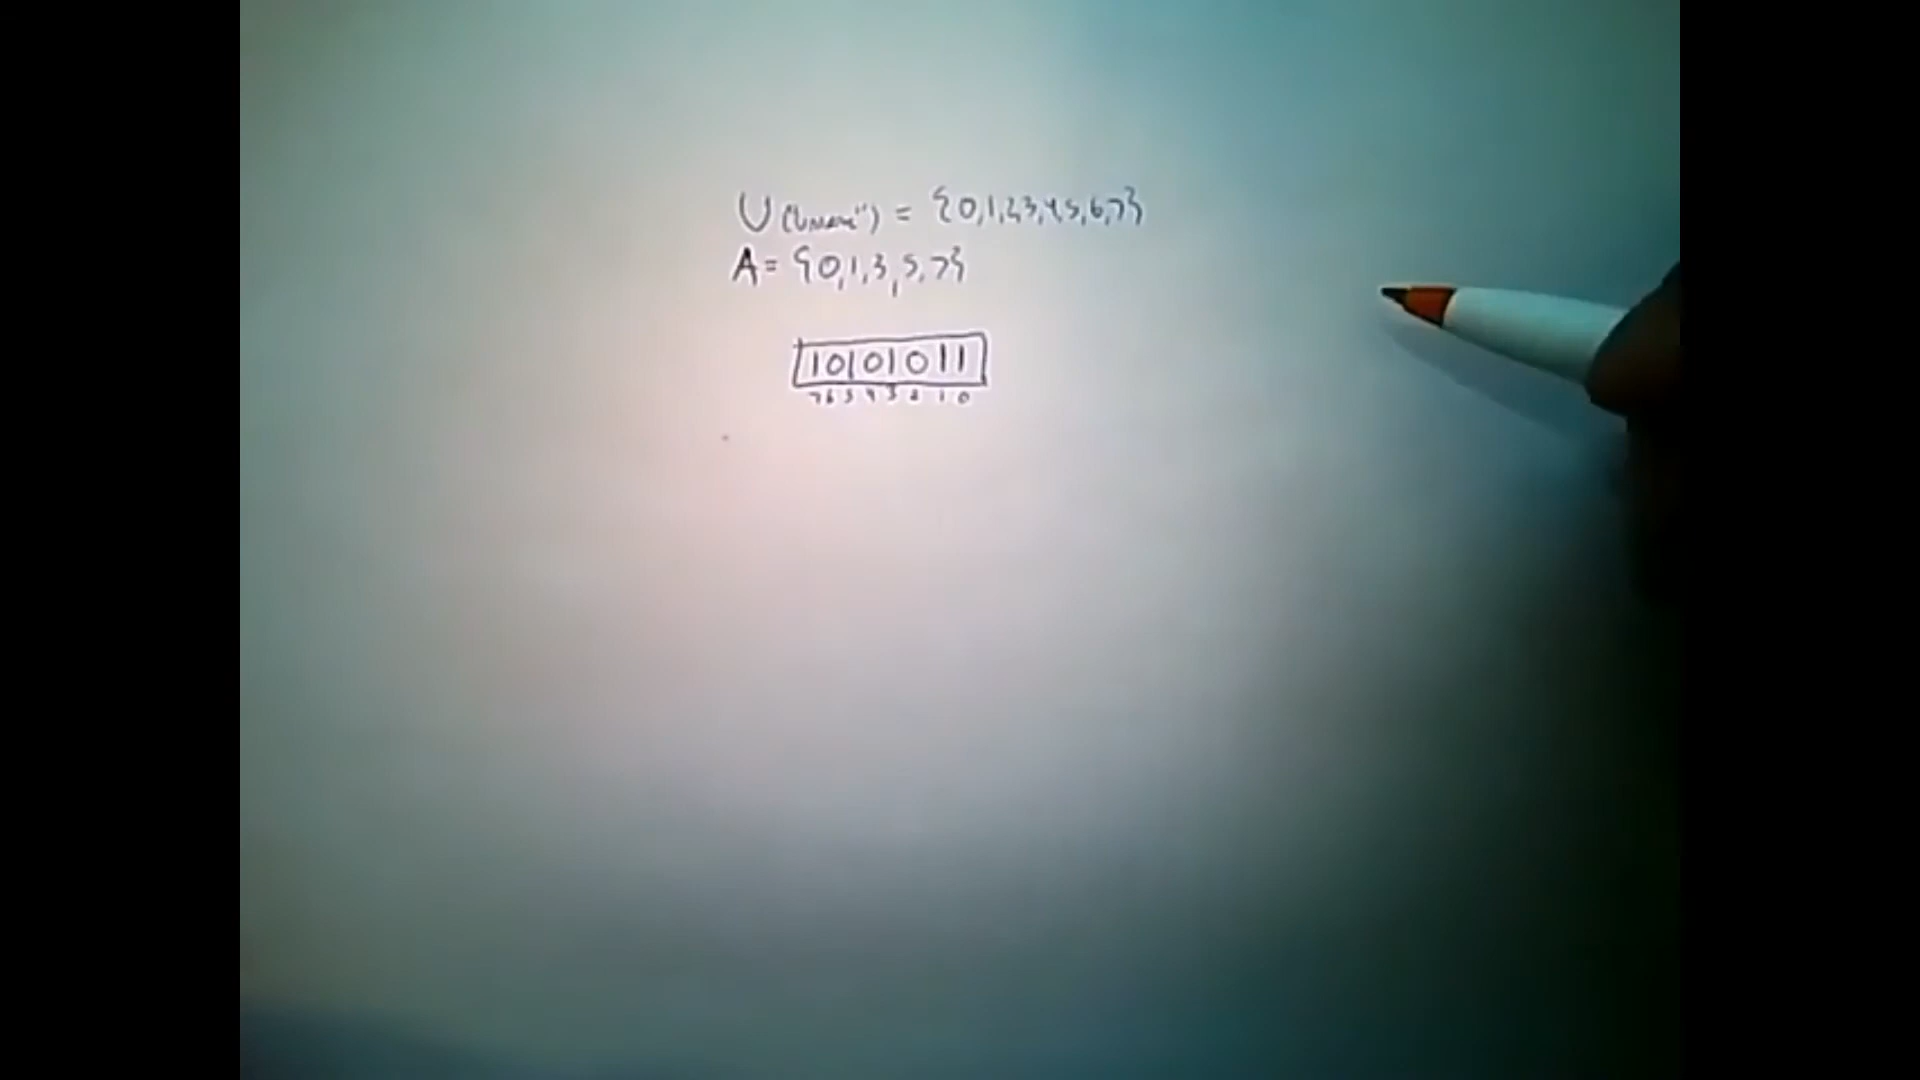 U ("Universe") = {0,1,2,3,4,5,6,7}
A = {0,1,3,5,7}
10101011
7 6 5 4 3 2 1 0